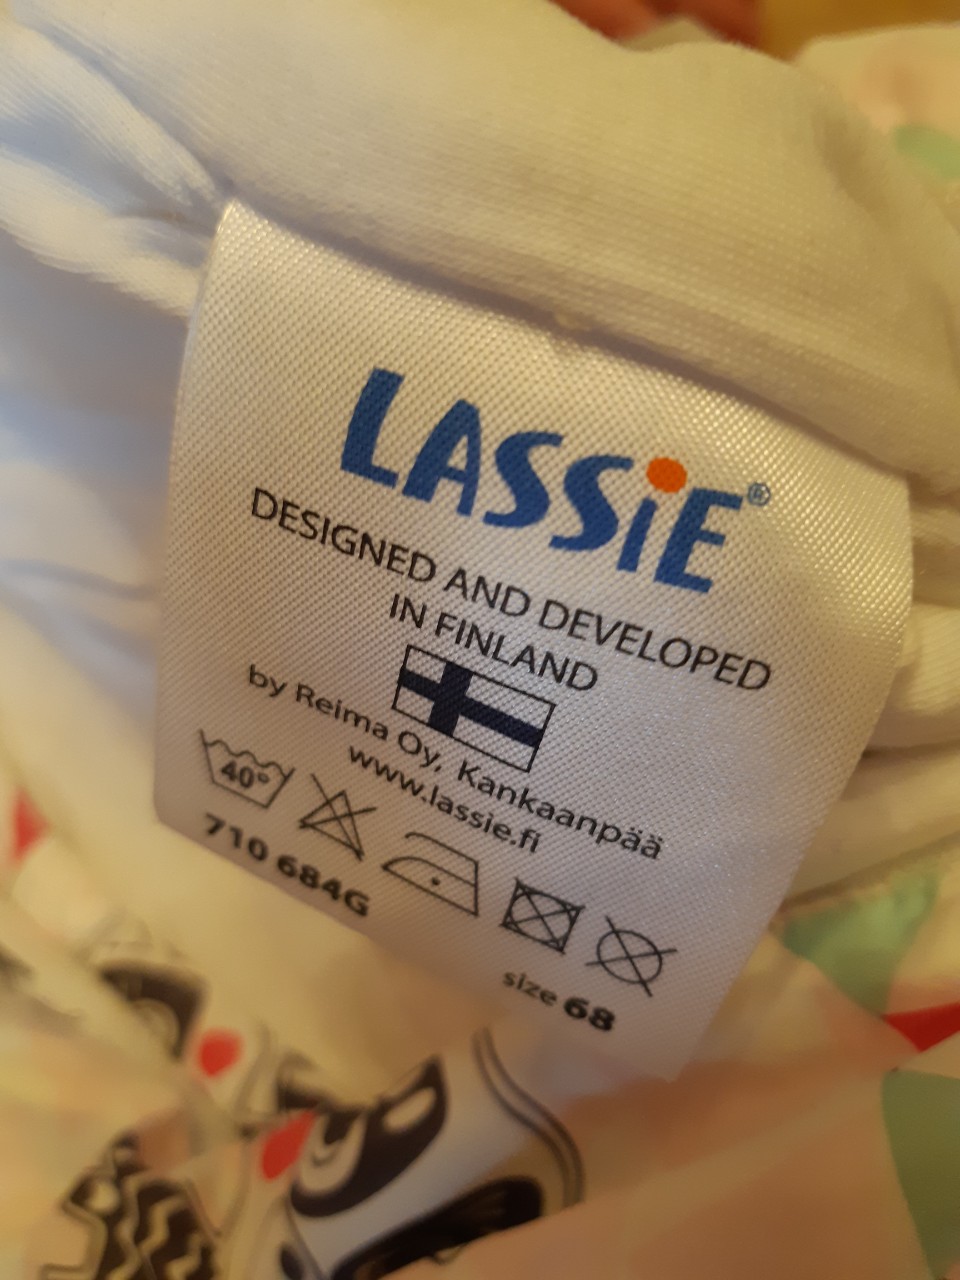 LASSiE®
DESIGNED AND DEVELOPED
IN FINLAND
by Reima Oy, Kankaanpää
www.lassie.fi
40°
710 684G
size 68